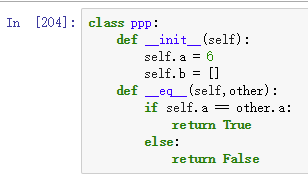 In [204]: class ppp:
    def __init__(self):
        self.a = 6
        self.b = []
    def __eq__(self,other):
        if self.a == other.a:
            return True
        else:
            return False